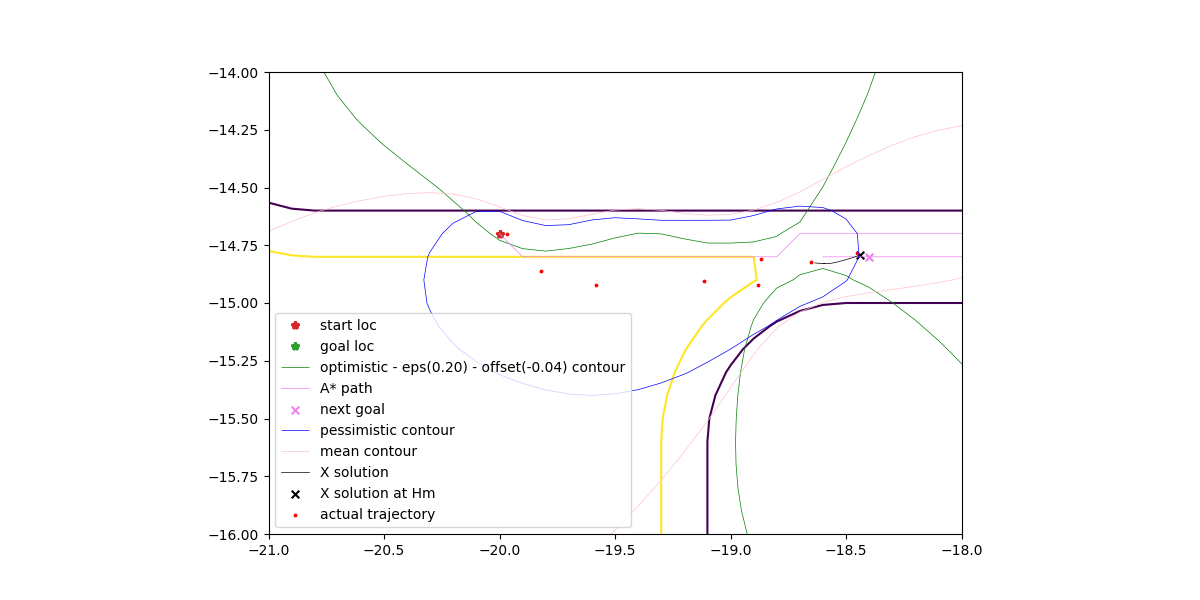 −14.00
−14.25
−14.50
−14.75
−15.00
−15.25
−15.50
−15.75
−16.00
start loc
goal loc
optimistic - eps(0.20) - offset(-0.04) contour
A* path
next goal
pessimistic contour
mean contour
X solution
X solution at Hm
actual trajectory
−21.0 −20.5 −20.0 −19.5 −19.0 −18.5 −18.0